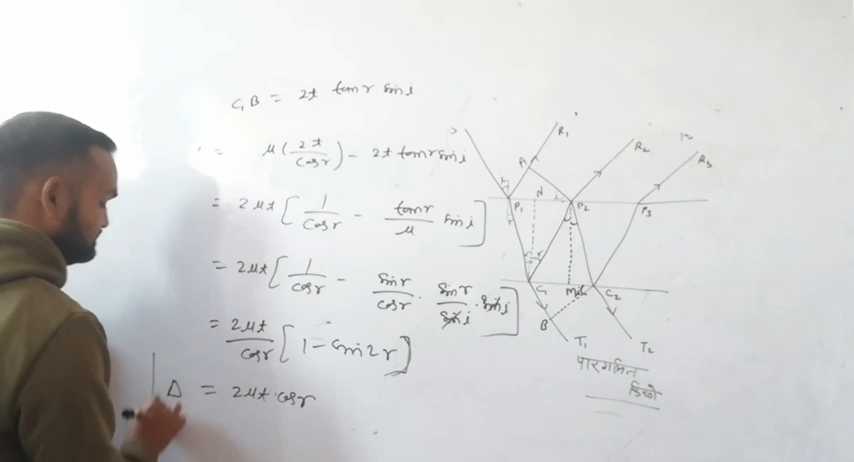 C₁B = 2t tan r sin i
= μ(2t/cos r) - 2t tan r sin i
= 2μt [1/cos r - tan r/μ sin i]
= 2μt [1/cos r - sin r/cos r · sin r/sin i · sin i]
= 2μt/cos r [1 - sin2r]
Δ = 2μt cos r
R₁
R₂
R₃
A
P₁
N
P₂
P₃
r
C₁
C₂
B
T₁
T₂
पारगमित